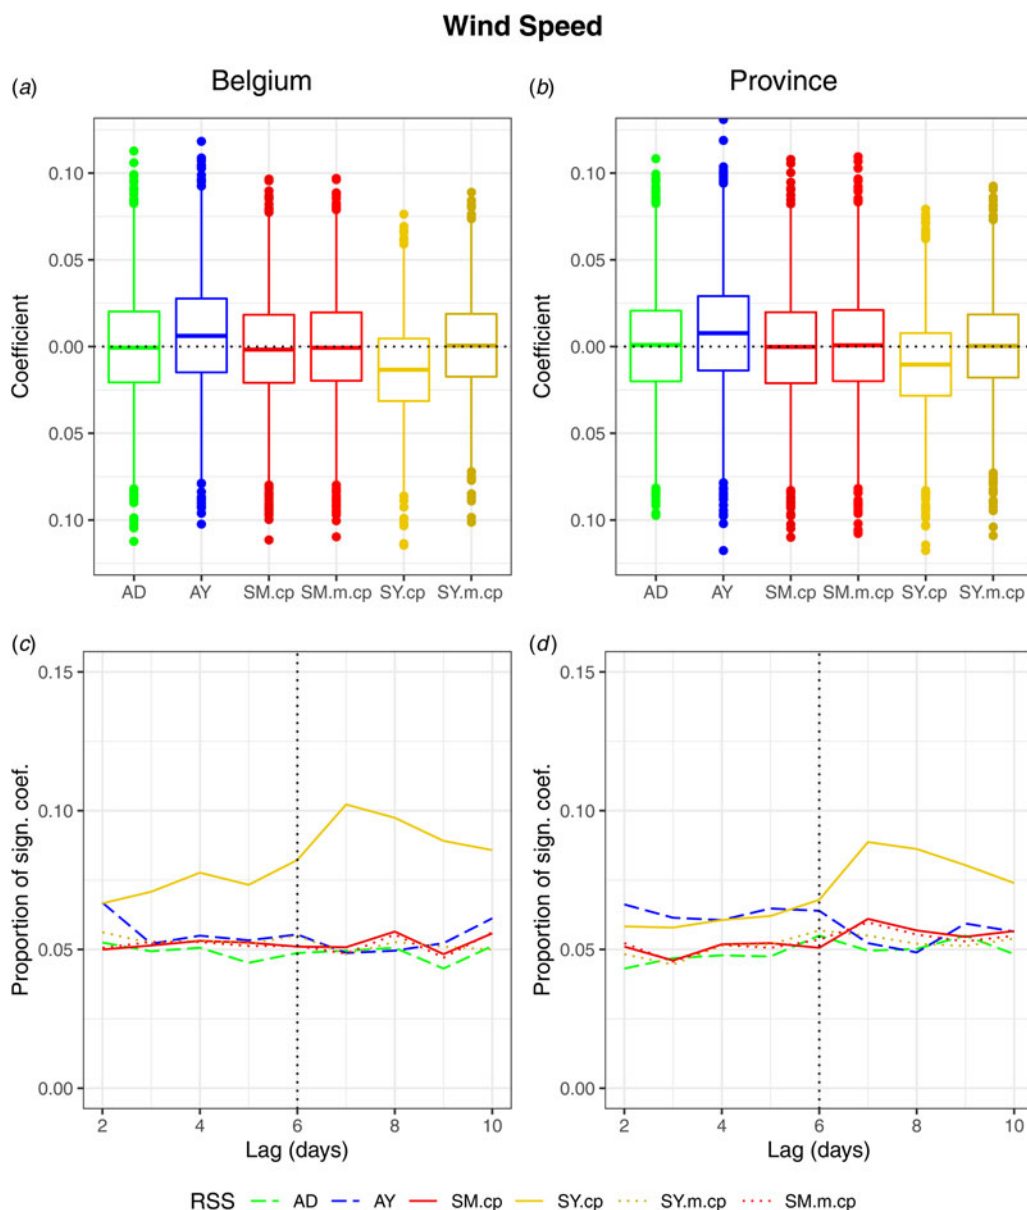 Wind Speed
(a) Belgium
(b) Province
Coefficient
0.10
0.05
0.00
0.05
0.10
AD AY SM.cp SM.m.cp SY.cp SY.m.cp
Coefficient
0.10
0.05
0.00
0.05
0.10
AD AY SM.cp SM.m.cp SY.cp SY.m.cp
(c)
Proportion of sign. coef.
0.15
0.10
0.05
0.00
2 4 6 8 10
Lag (days)
(d)
Proportion of sign. coef.
0.15
0.10
0.05
0.00
2 4 6 8 10
Lag (days)
RSS AD AY SM.cp SY.cp SY.m.cp SM.m.cp